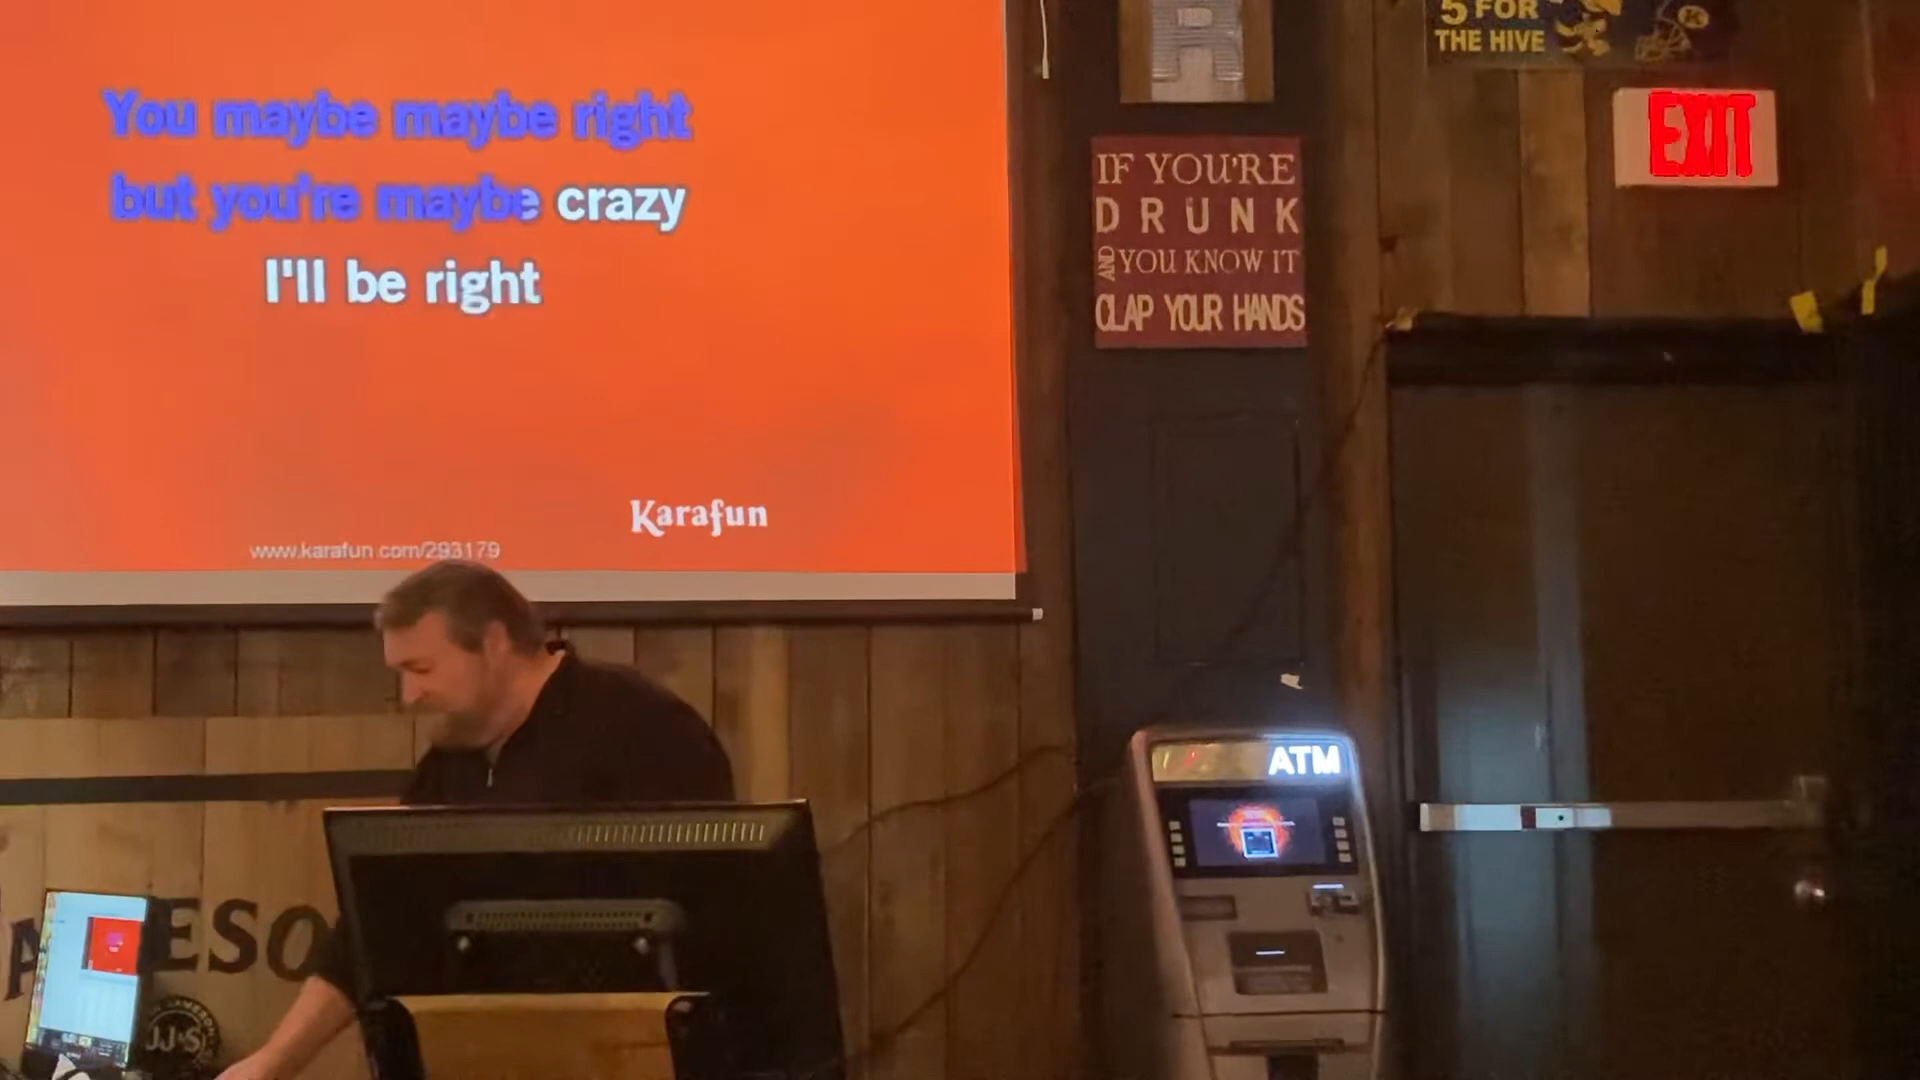 You maybe maybe right
but you're maybe crazy
I'll be right
Karafun
www.karafun.com/293179
5 FOR
THE HIVE
K
EXIT
R
IF YOU'RE
DRUNK
AND YOU KNOW IT
CLAP YOUR HANDS
ATM
JJ&S